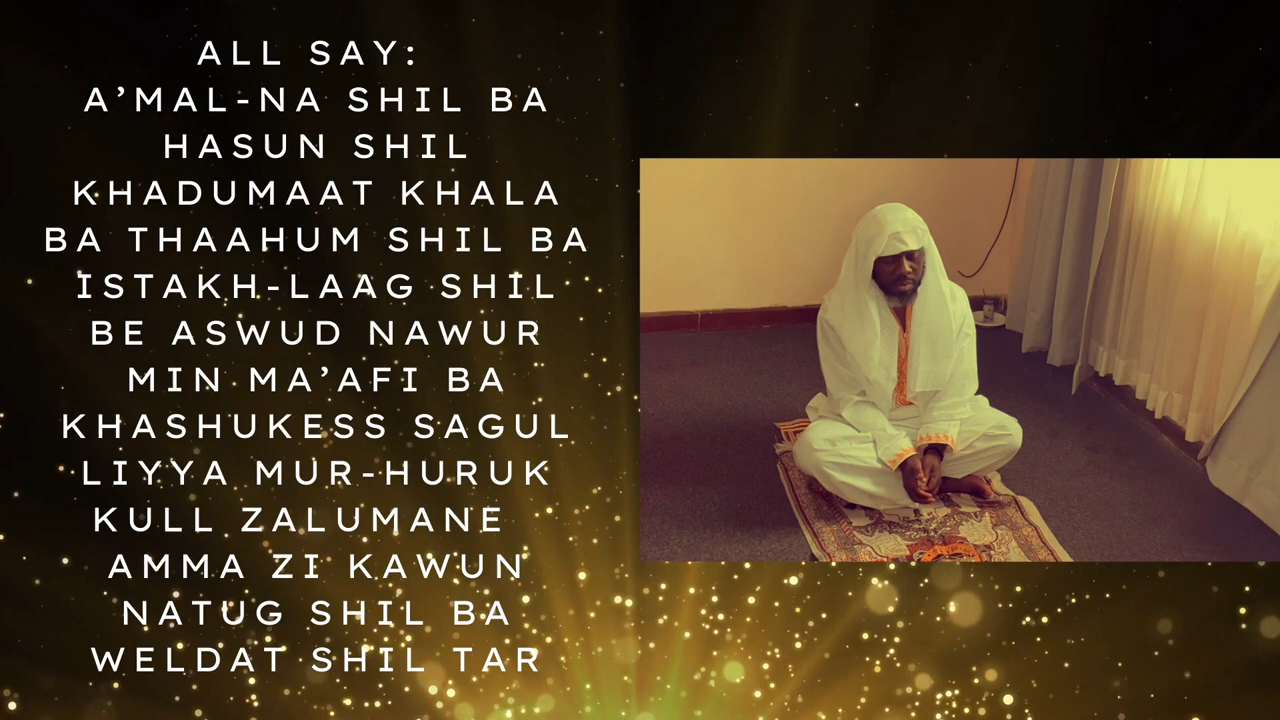 ALL SAY:
A’MAL-NA SHIL BA
HASUN SHIL
KHADUMAAT KHALA
BA THAAHUM SHIL BA
ISTAKH-LAAG SHIL
BE ASWUD NAWUR
MIN MA’AFI BA
KHASHUKESS SAGUL
LIYYA MUR-HURUK
KULL ZALUMANE
AMMA ZI KAWUN
NATUG SHIL BA
WELDAT SHIL TAR